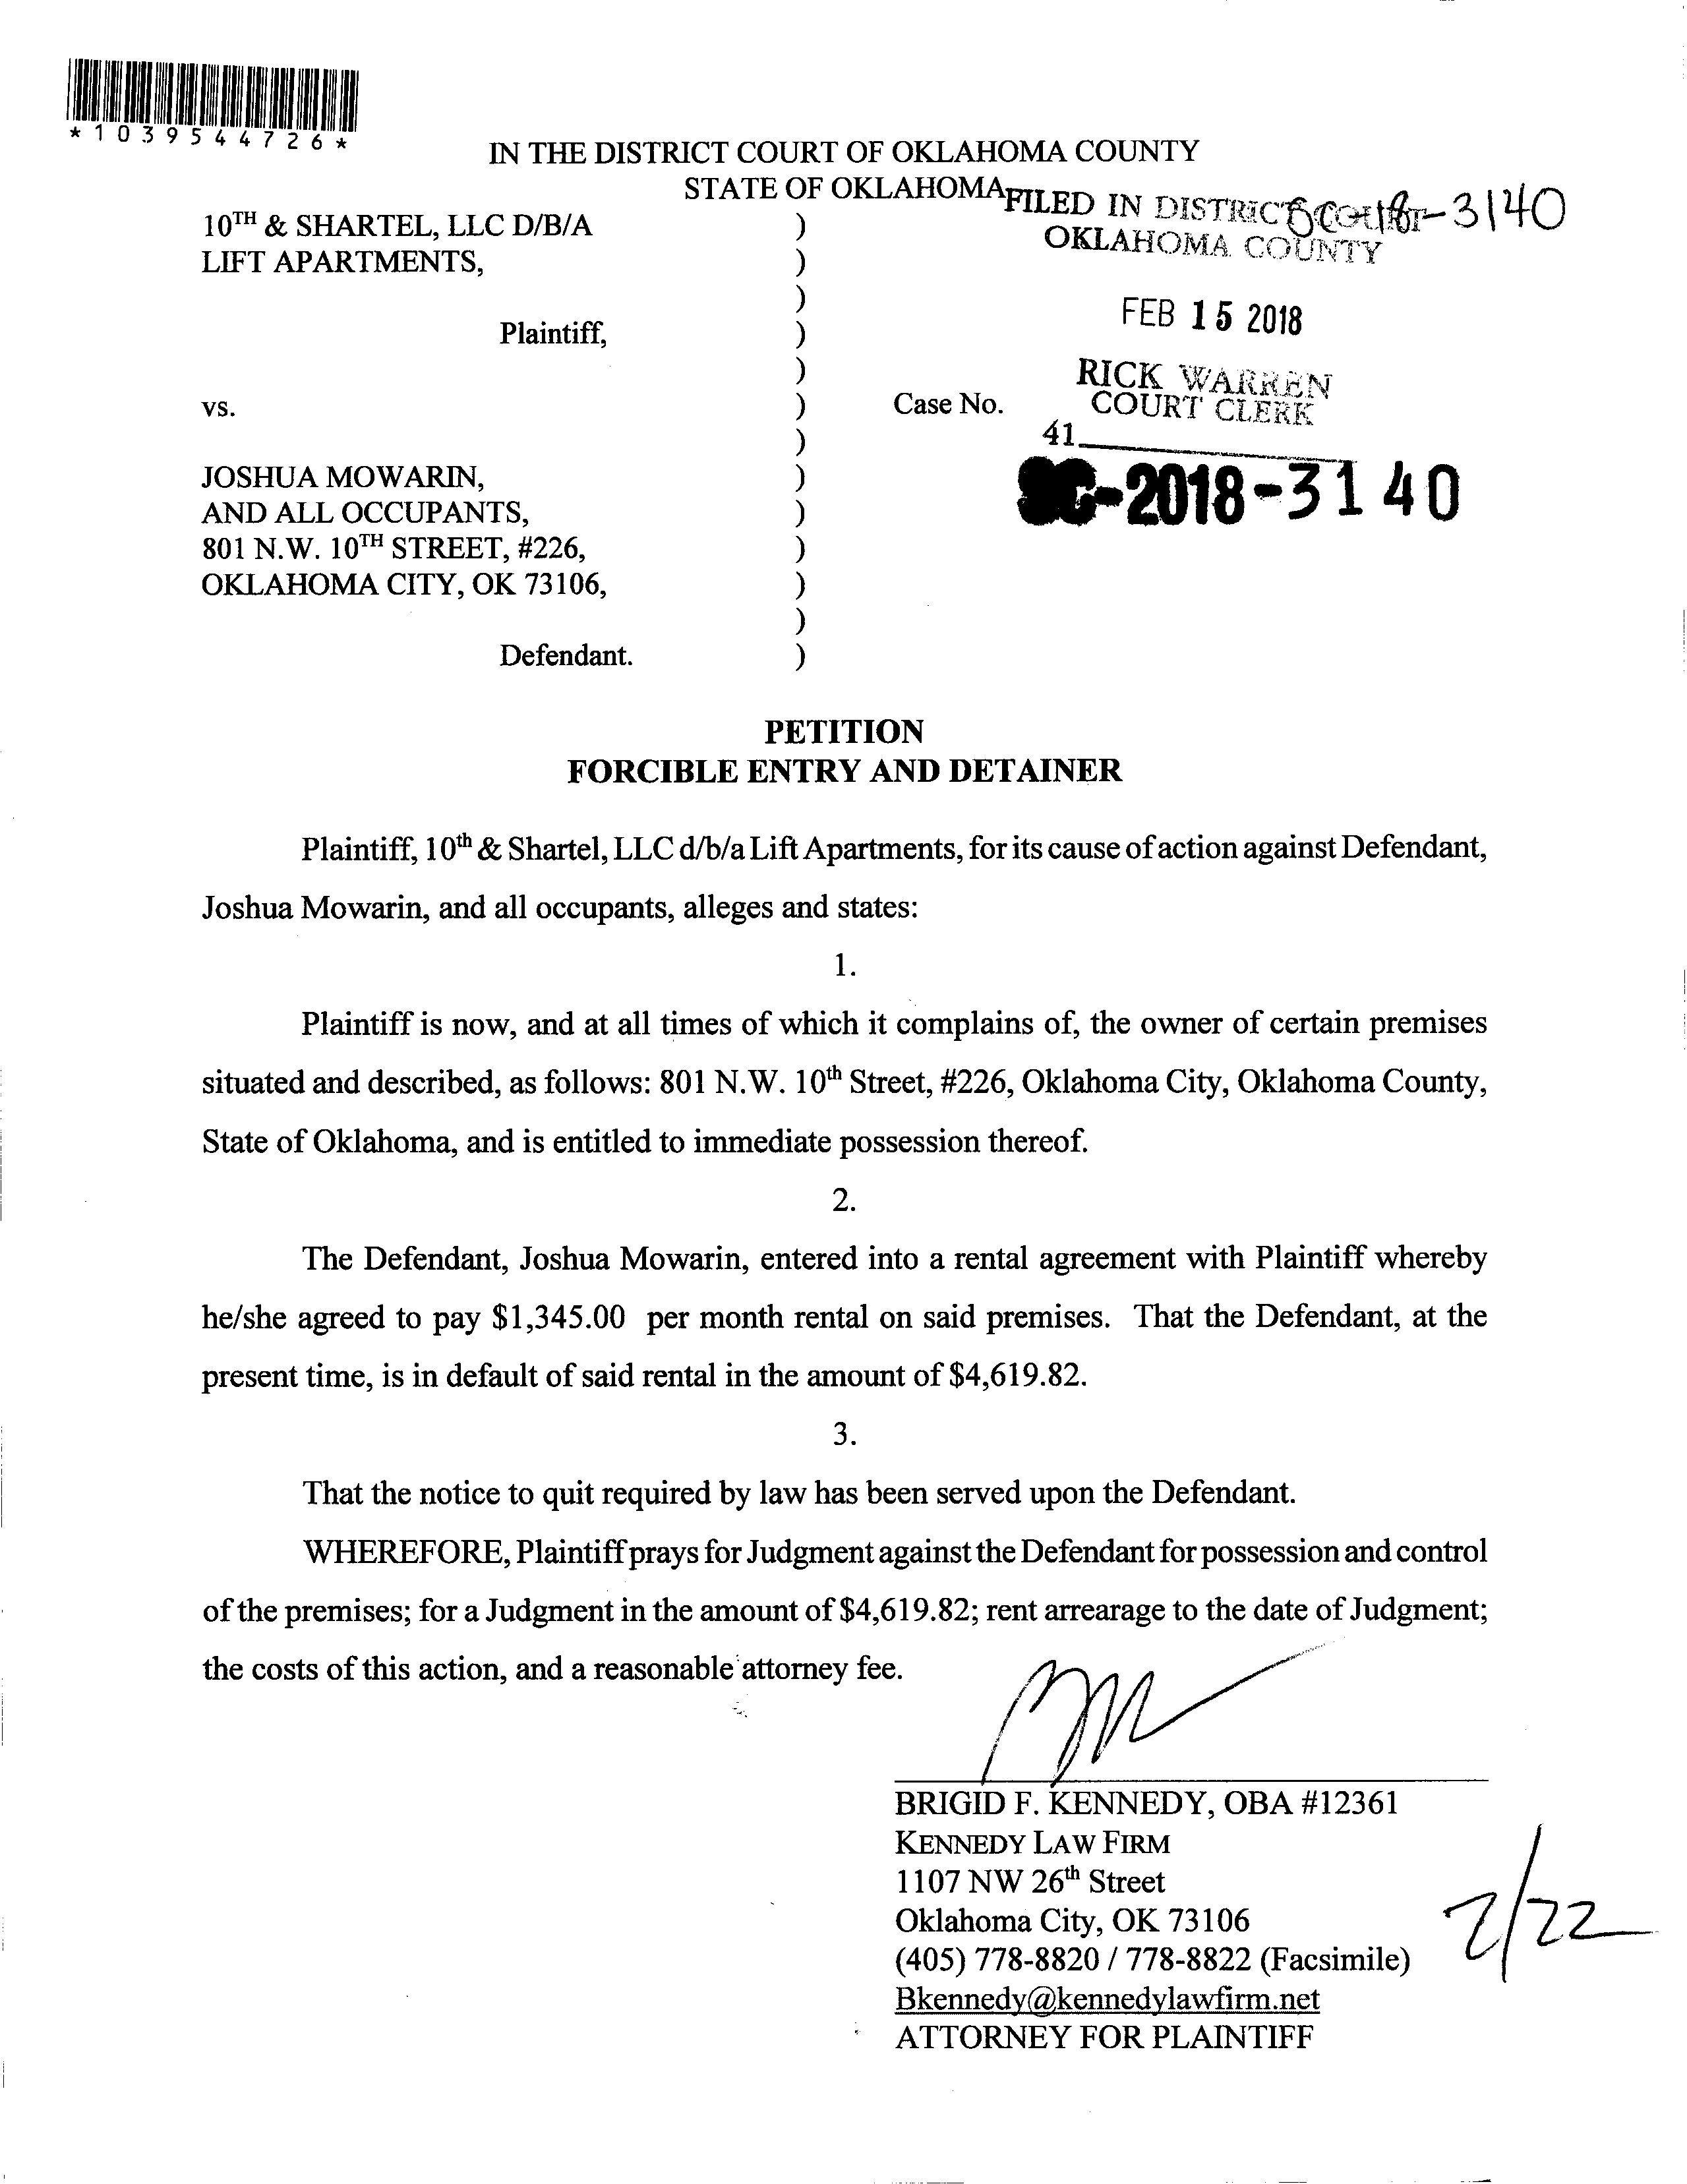 *1039544726*
IN THE DISTRICT COURT OF OKLAHOMA COUNTY
STATE OF OKLAHOMA
FILED IN DISTRICT COURT
-3140
OKLAHOMA COUNTY
10TH & SHARTEL, LLC D/B/A )
LIFT APARTMENTS, )
)
FEB 15 2018
Plaintiff, )
)
RICK WARREN
COURT CLERK
vs. ) Case No.
41
)
SC-2018-3140
JOSHUA MOWARIN, )
AND ALL OCCUPANTS, )
801 N.W. 10TH STREET, #226, )
OKLAHOMA CITY, OK 73106, )
)
Defendant. )
PETITION
FORCIBLE ENTRY AND DETAINER
Plaintiff, 10th & Shartel, LLC d/b/a Lift Apartments, for its cause of action against Defendant,
Joshua Mowarin, and all occupants, alleges and states:
1.
Plaintiff is now, and at all times of which it complains of, the owner of certain premises
situated and described, as follows: 801 N.W. 10th Street, #226, Oklahoma City, Oklahoma County,
State of Oklahoma, and is entitled to immediate possession thereof.
2.
The Defendant, Joshua Mowarin, entered into a rental agreement with Plaintiff whereby
he/she agreed to pay $1,345.00 per month rental on said premises. That the Defendant, at the
present time, is in default of said rental in the amount of $4,619.82.
3.
That the notice to quit required by law has been served upon the Defendant.
WHEREFORE, Plaintiff prays for Judgment against the Defendant for possession and control
of the premises; for a Judgment in the amount of $4,619.82; rent arrearage to the date of Judgment;
the costs of this action, and a reasonable attorney fee.
BRIGID F. KENNEDY, OBA #12361
KENNEDY LAW FIRM
1107 NW 26th Street
Oklahoma City, OK 73106
(405) 778-8820 / 778-8822 (Facsimile)
2/22
Bkennedy@kennedylawfirm.net
ATTORNEY FOR PLAINTIFF